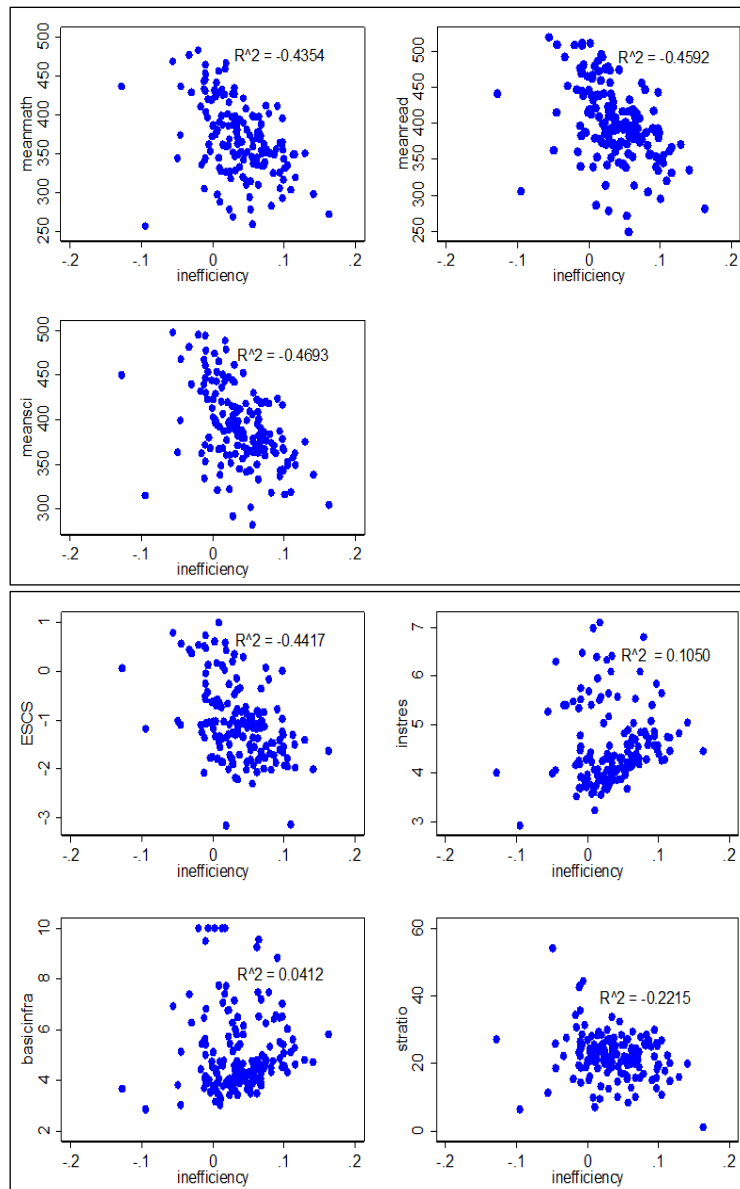 R^2 = -0.4354
meanmath
250 300 350 400 450 500
-.2 -.1 0 .1 .2
inefficiency
R^2 = -0.4592
meanread
250 300 350 400 450 500
-.2 -.1 0 .1 .2
inefficiency
R^2 = -0.4693
meansci
300 350 400 450 500
-.2 -.1 0 .1 .2
inefficiency
R^2 = -0.4417
ESCS
-3 -2 -1 0 1
-.2 -.1 0 .1 .2
inefficiency
R^2 = 0.1050
instres
3 4 5 6 7
-.2 -.1 0 .1 .2
inefficiency
R^2 = 0.0412
basicinfra
2 4 6 8 10
-.2 -.1 0 .1 .2
inefficiency
R^2 = -0.2215
stratio
0 20 40 60
-.2 -.1 0 .1 .2
inefficiency